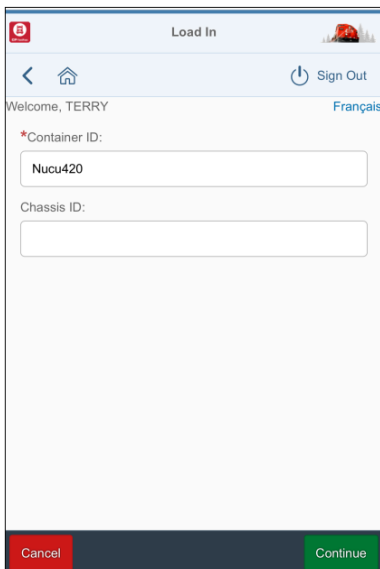 Load In
Sign Out
Welcome, TERRY
Français
*Container ID:
Nucu420
Chassis ID:
Cancel
Continue